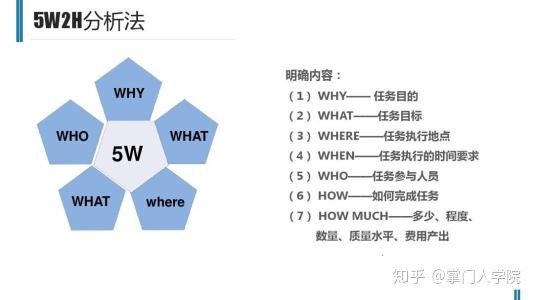 5W2H分析法
WHY
WHO
WHAT
5W
WHAT
where
明确内容：
（1）WHY—— 任务目的
（2）WHAT——任务目标
（3）WHERE——任务执行地点
（4）WHEN——任务执行的时间要求
（5）WHO——任务参与人员
（6）HOW——如何完成任务
（7）HOW MUCH——多少、程度、
数量、质量水平、费用产出
知乎 @掌门人学院